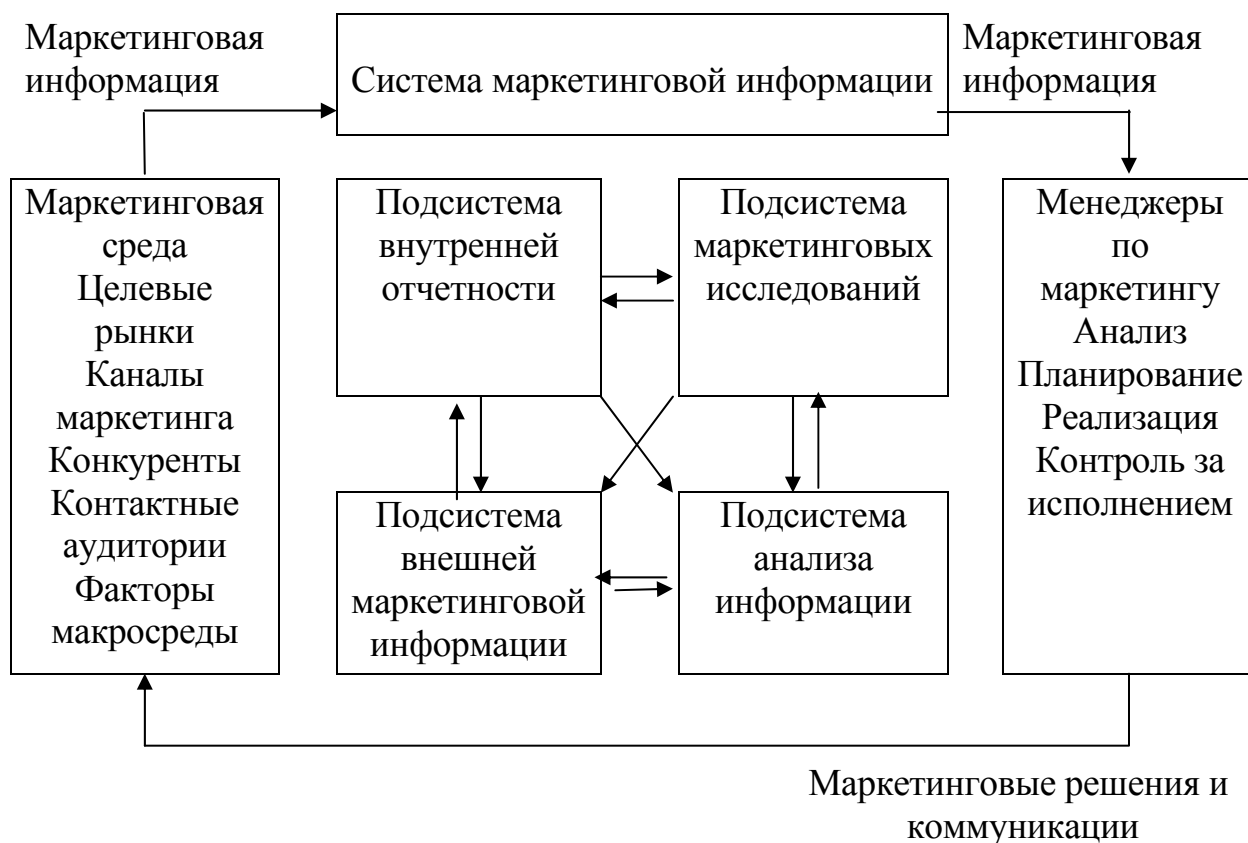 Маркетинговая
информация
Система маркетинговой информации
Маркетинговая
информация
Маркетинговая
среда
Целевые
рынки
Каналы
маркетинга
Конкуренты
Контактные
аудитории
Факторы
макросреды
Подсистема
внутренней
отчетности
Подсистема
маркетинговых
исследований
Подсистема
внешней
маркетинговой
информации
Подсистема
анализа
информации
Менеджеры
по
маркетингу
Анализ
Планирование
Реализация
Контроль за
исполнением
Маркетинговые решения и
коммуникации